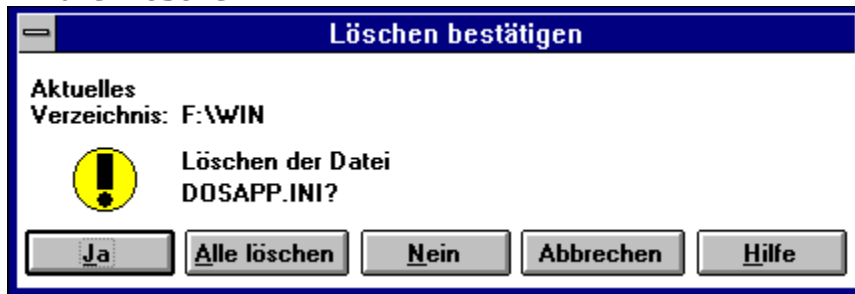 Löschen bestätigen
Aktuelles
Verzeichnis: F:\WIN
Löschen der Datei
DOSAPP.INI?
Ja Alle löschen Nein Abbrechen Hilfe